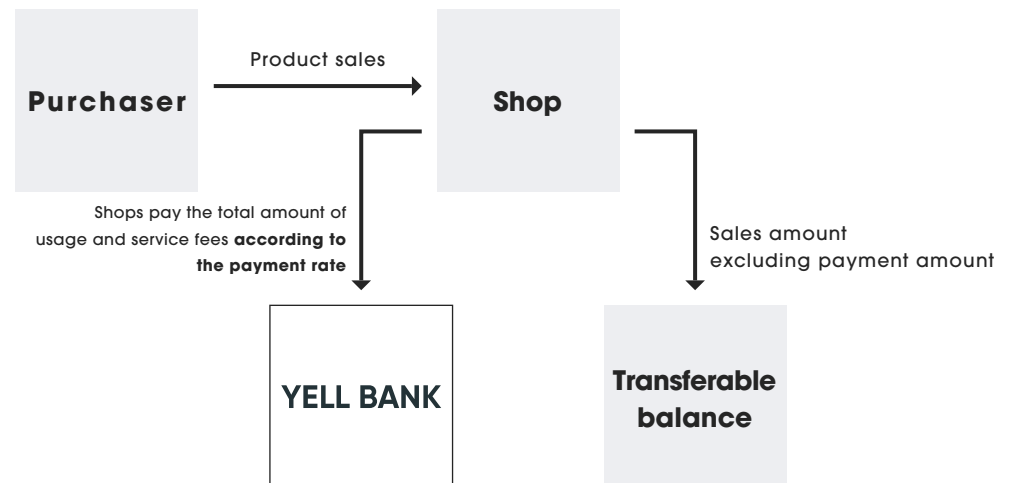 Product sales
Purchaser
Shop
Shops pay the total amount of
usage and service fees according to
the payment rate
Sales amount
excluding payment amount
YELL BANK
Transferable
balance